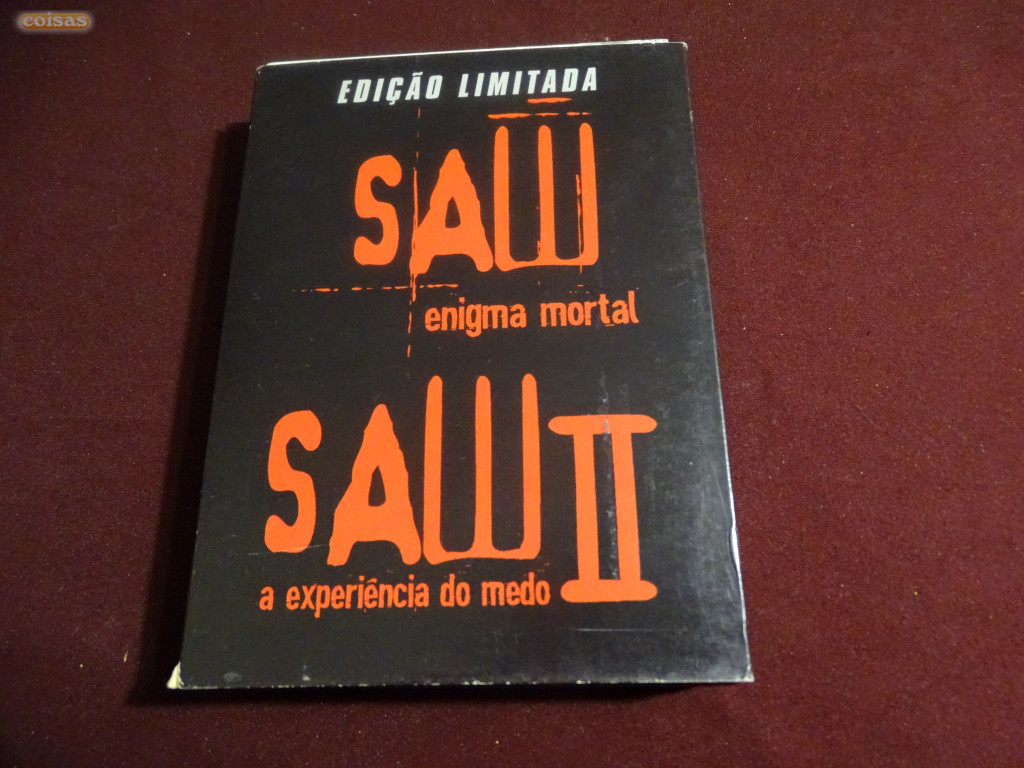 coisas
EDIÇÃO LIMITADA
SAW
enigma mortal
SAW II
a experiência do medo